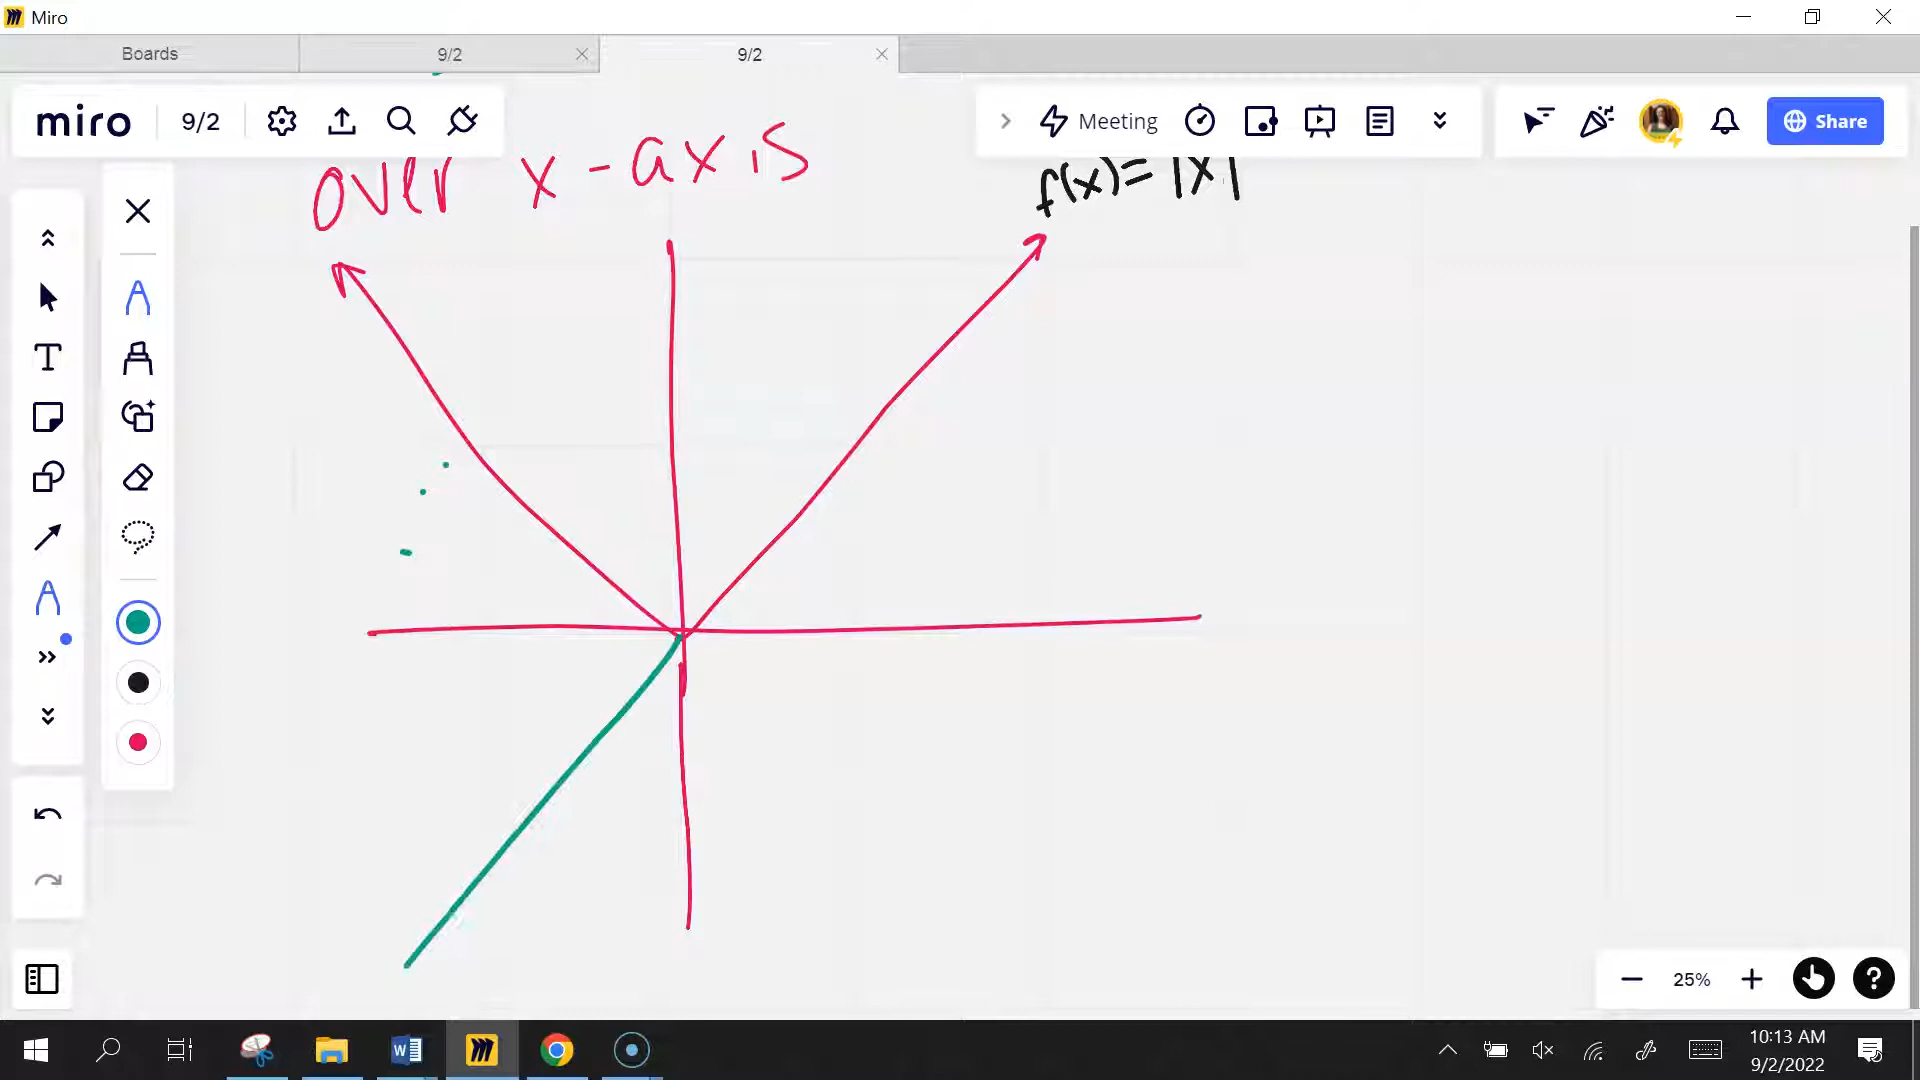 Miro
Boards
9/2
9/2
miro
9/2
Meeting
Share
over x-axis
f(x)=|x|
25%
10:13 AM
9/2/2022